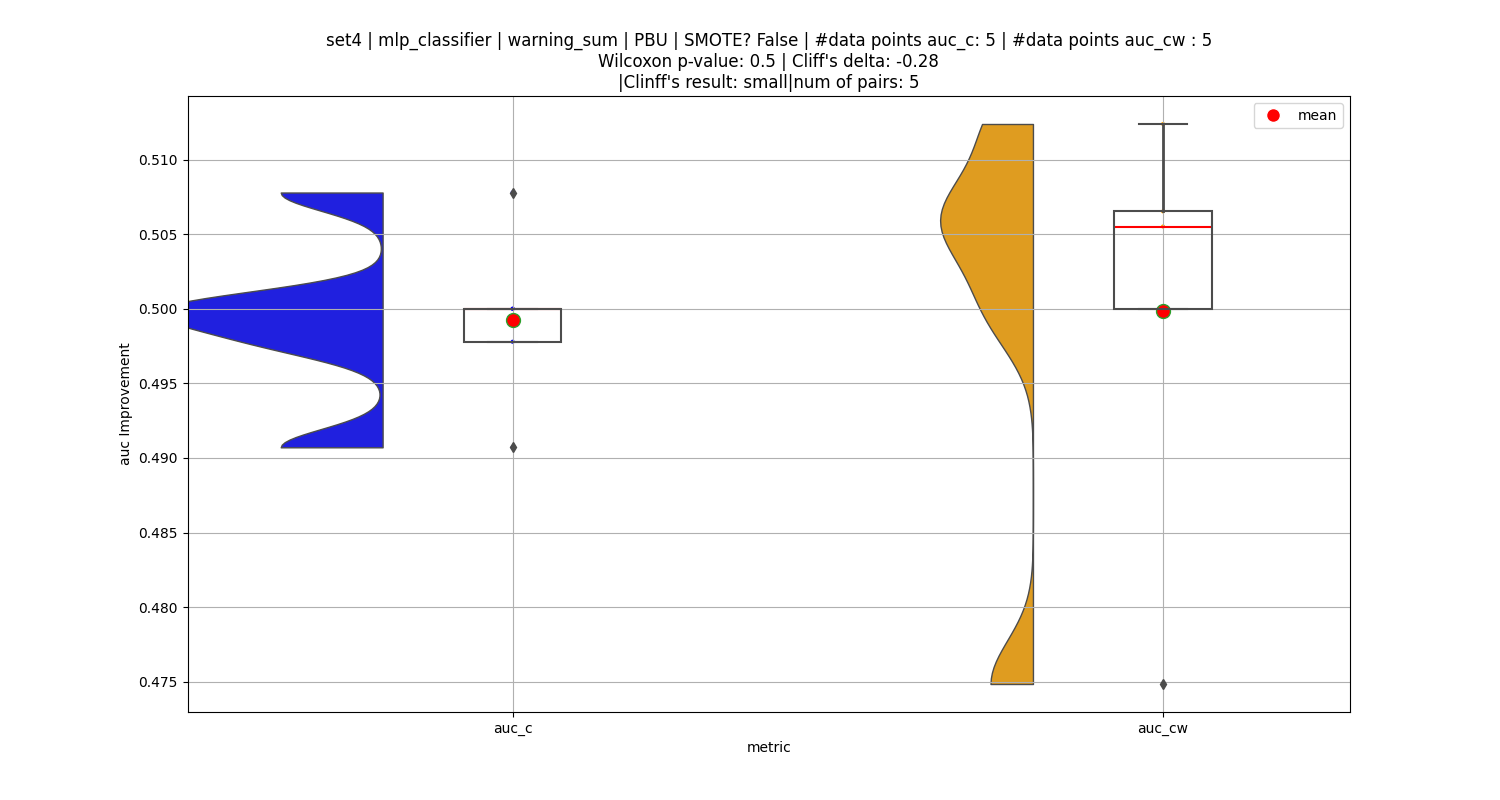 set4 | mlp_classifier | warning_sum | PBU | SMOTE? False | #data points auc_c: 5 | #data points auc_cw : 5
Wilcoxon p-value: 0.5 | Cliff's delta: -0.28
|Clinff's result: small|num of pairs: 5
mean
0.510
0.505
0.500
0.495
0.490
0.485
0.480
0.475
auc Improvement
auc_c
auc_cw
metric